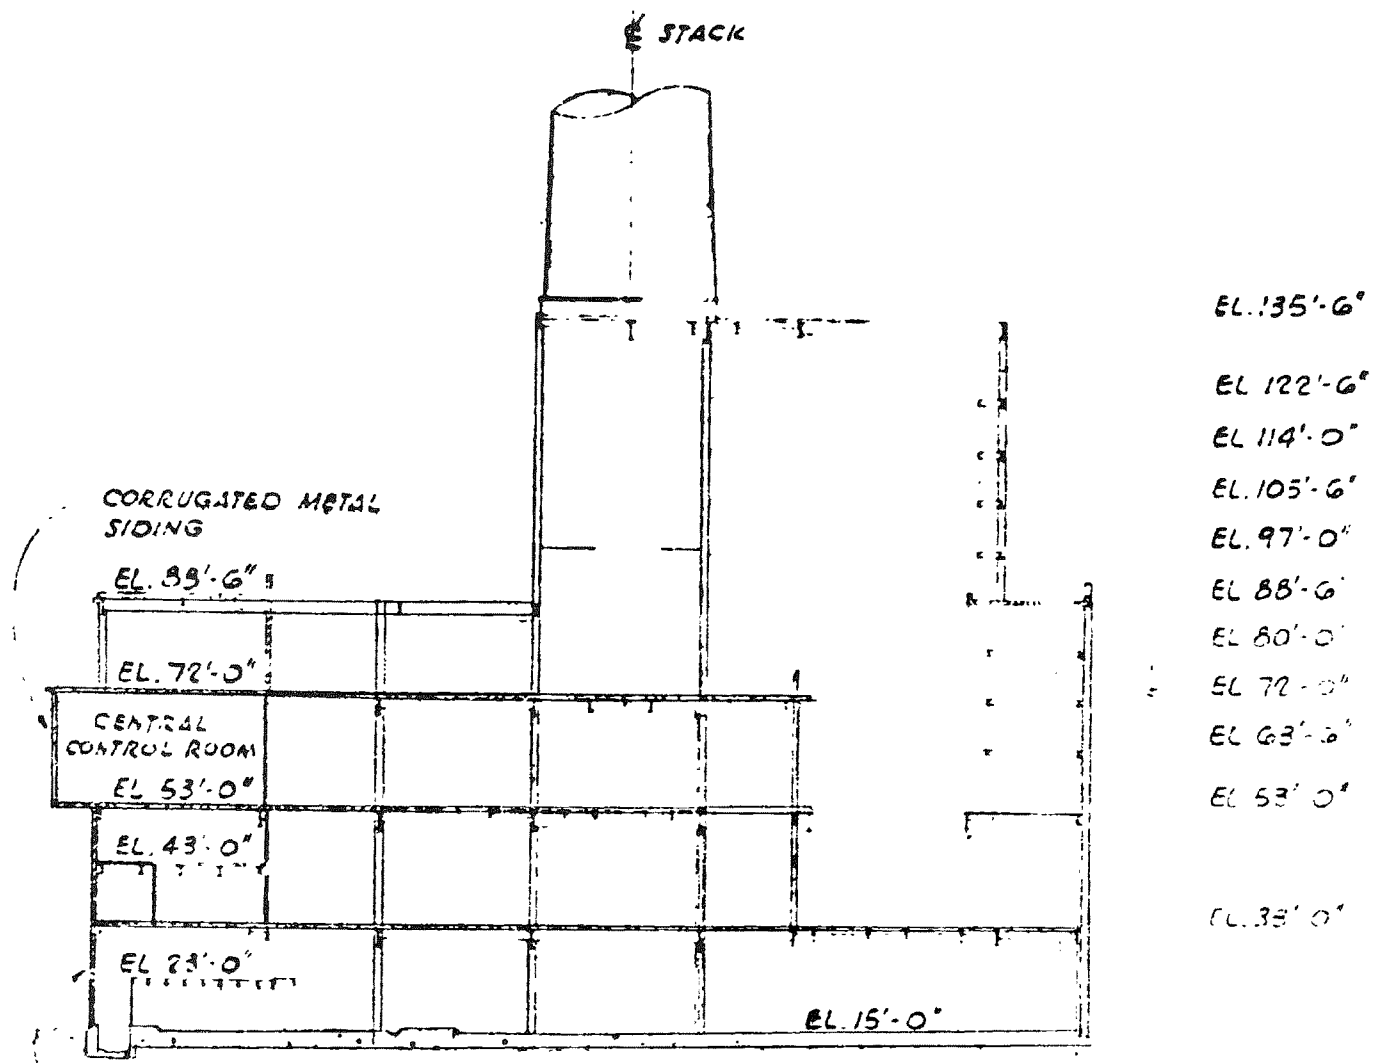 ℄ STACK
EL. 135'-6"
EL 122'-6"
EL 114'-0"
EL. 105'-6"
EL. 97'-0"
EL 88'-6
EL 80'-0
EL 72-0"
EL 63'-6"
EL 53'0"
EL. 33'0"
CORRUGATED METAL
SIDING
EL. 88'-6"
EL. 72'-0"
CENTRAL
CONTROL ROOM
EL 53'-0"
EL. 43'-0"
EL 23'-0"
EL. 15'-0"